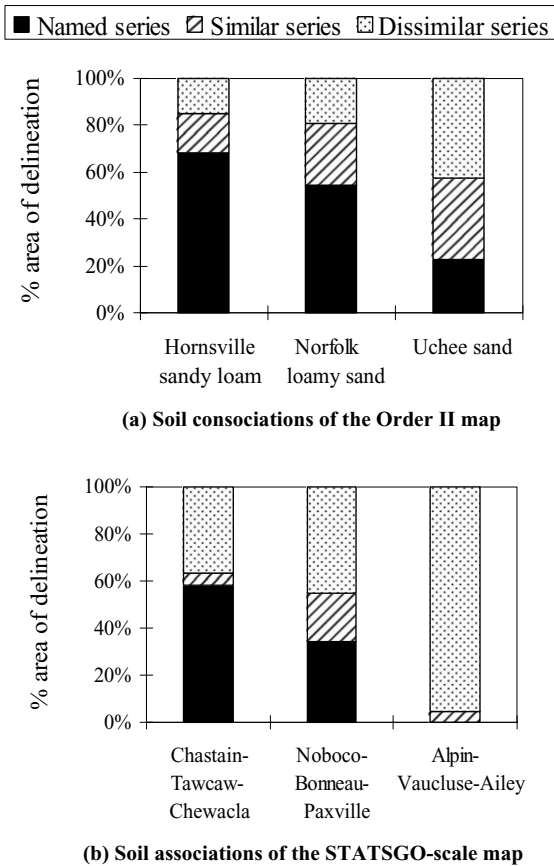 Named series Similar series Dissimilar series
100%
80%
60%
40%
20%
0%
% area of delineation
Hornsville sandy loam
Norfolk loamy sand
Uchee sand
(a) Soil consociations of the Order II map
100%
80%
60%
40%
20%
0%
% area of delineation
Chastain-
Tawcaw-
Chewacla
Noboco-
Bonneau-
Paxville
Alpin-
Vaucluse-Ailey
(b) Soil associations of the STATSGO-scale map